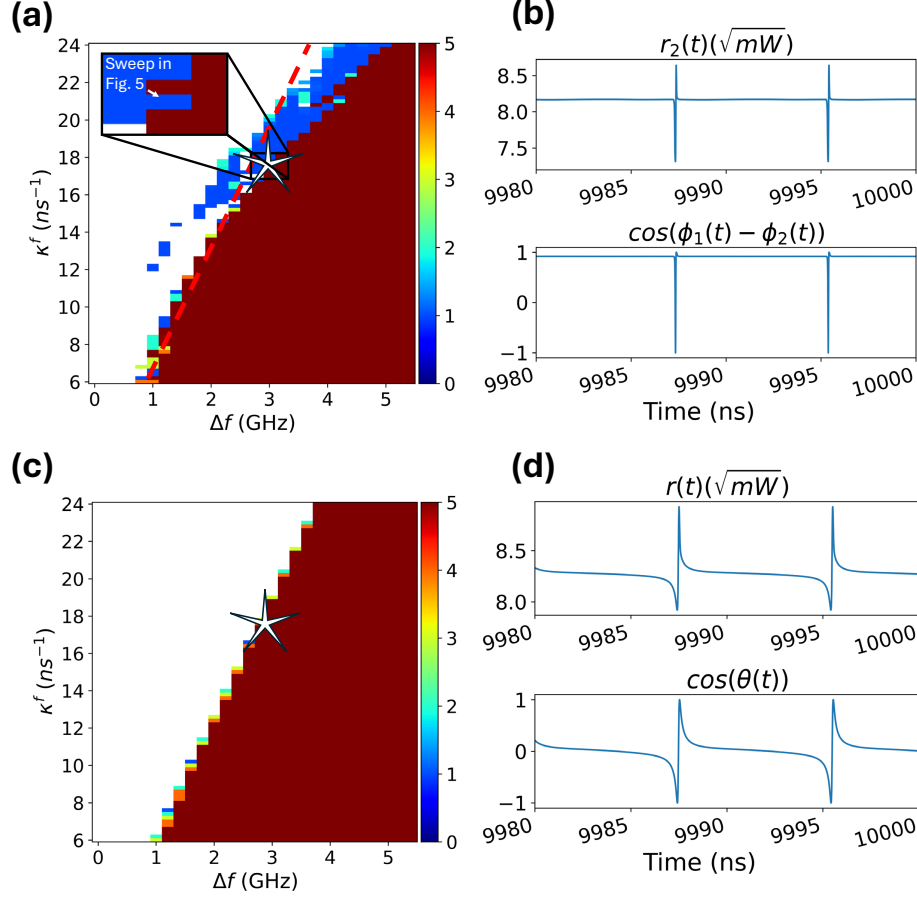 (a)
24
22
20
18
16
14
12
10
8
6
κ^f (ns^{-1})
Sweep in
Fig. 5
0 1 2 3 4 5
Δf (GHz)
5
4
3
2
1
0
(b)
r_2(t)(√mW)
8.5
8.0
7.5
9980 9985 9990 9995 10000
cos(ϕ_1(t) − ϕ_2(t))
1
0
−1
9980 9985 9990 9995 10000
Time (ns)
(c)
24
22
20
18
16
14
12
10
8
6
κ^f (ns^{-1})
0 1 2 3 4 5
Δf (GHz)
5
4
3
2
1
0
(d)
r(t)(√mW)
8.5
8.0
9980 9985 9990 9995 10000
cos(θ(t))
1
0
−1
9980 9985 9990 9995 10000
Time (ns)